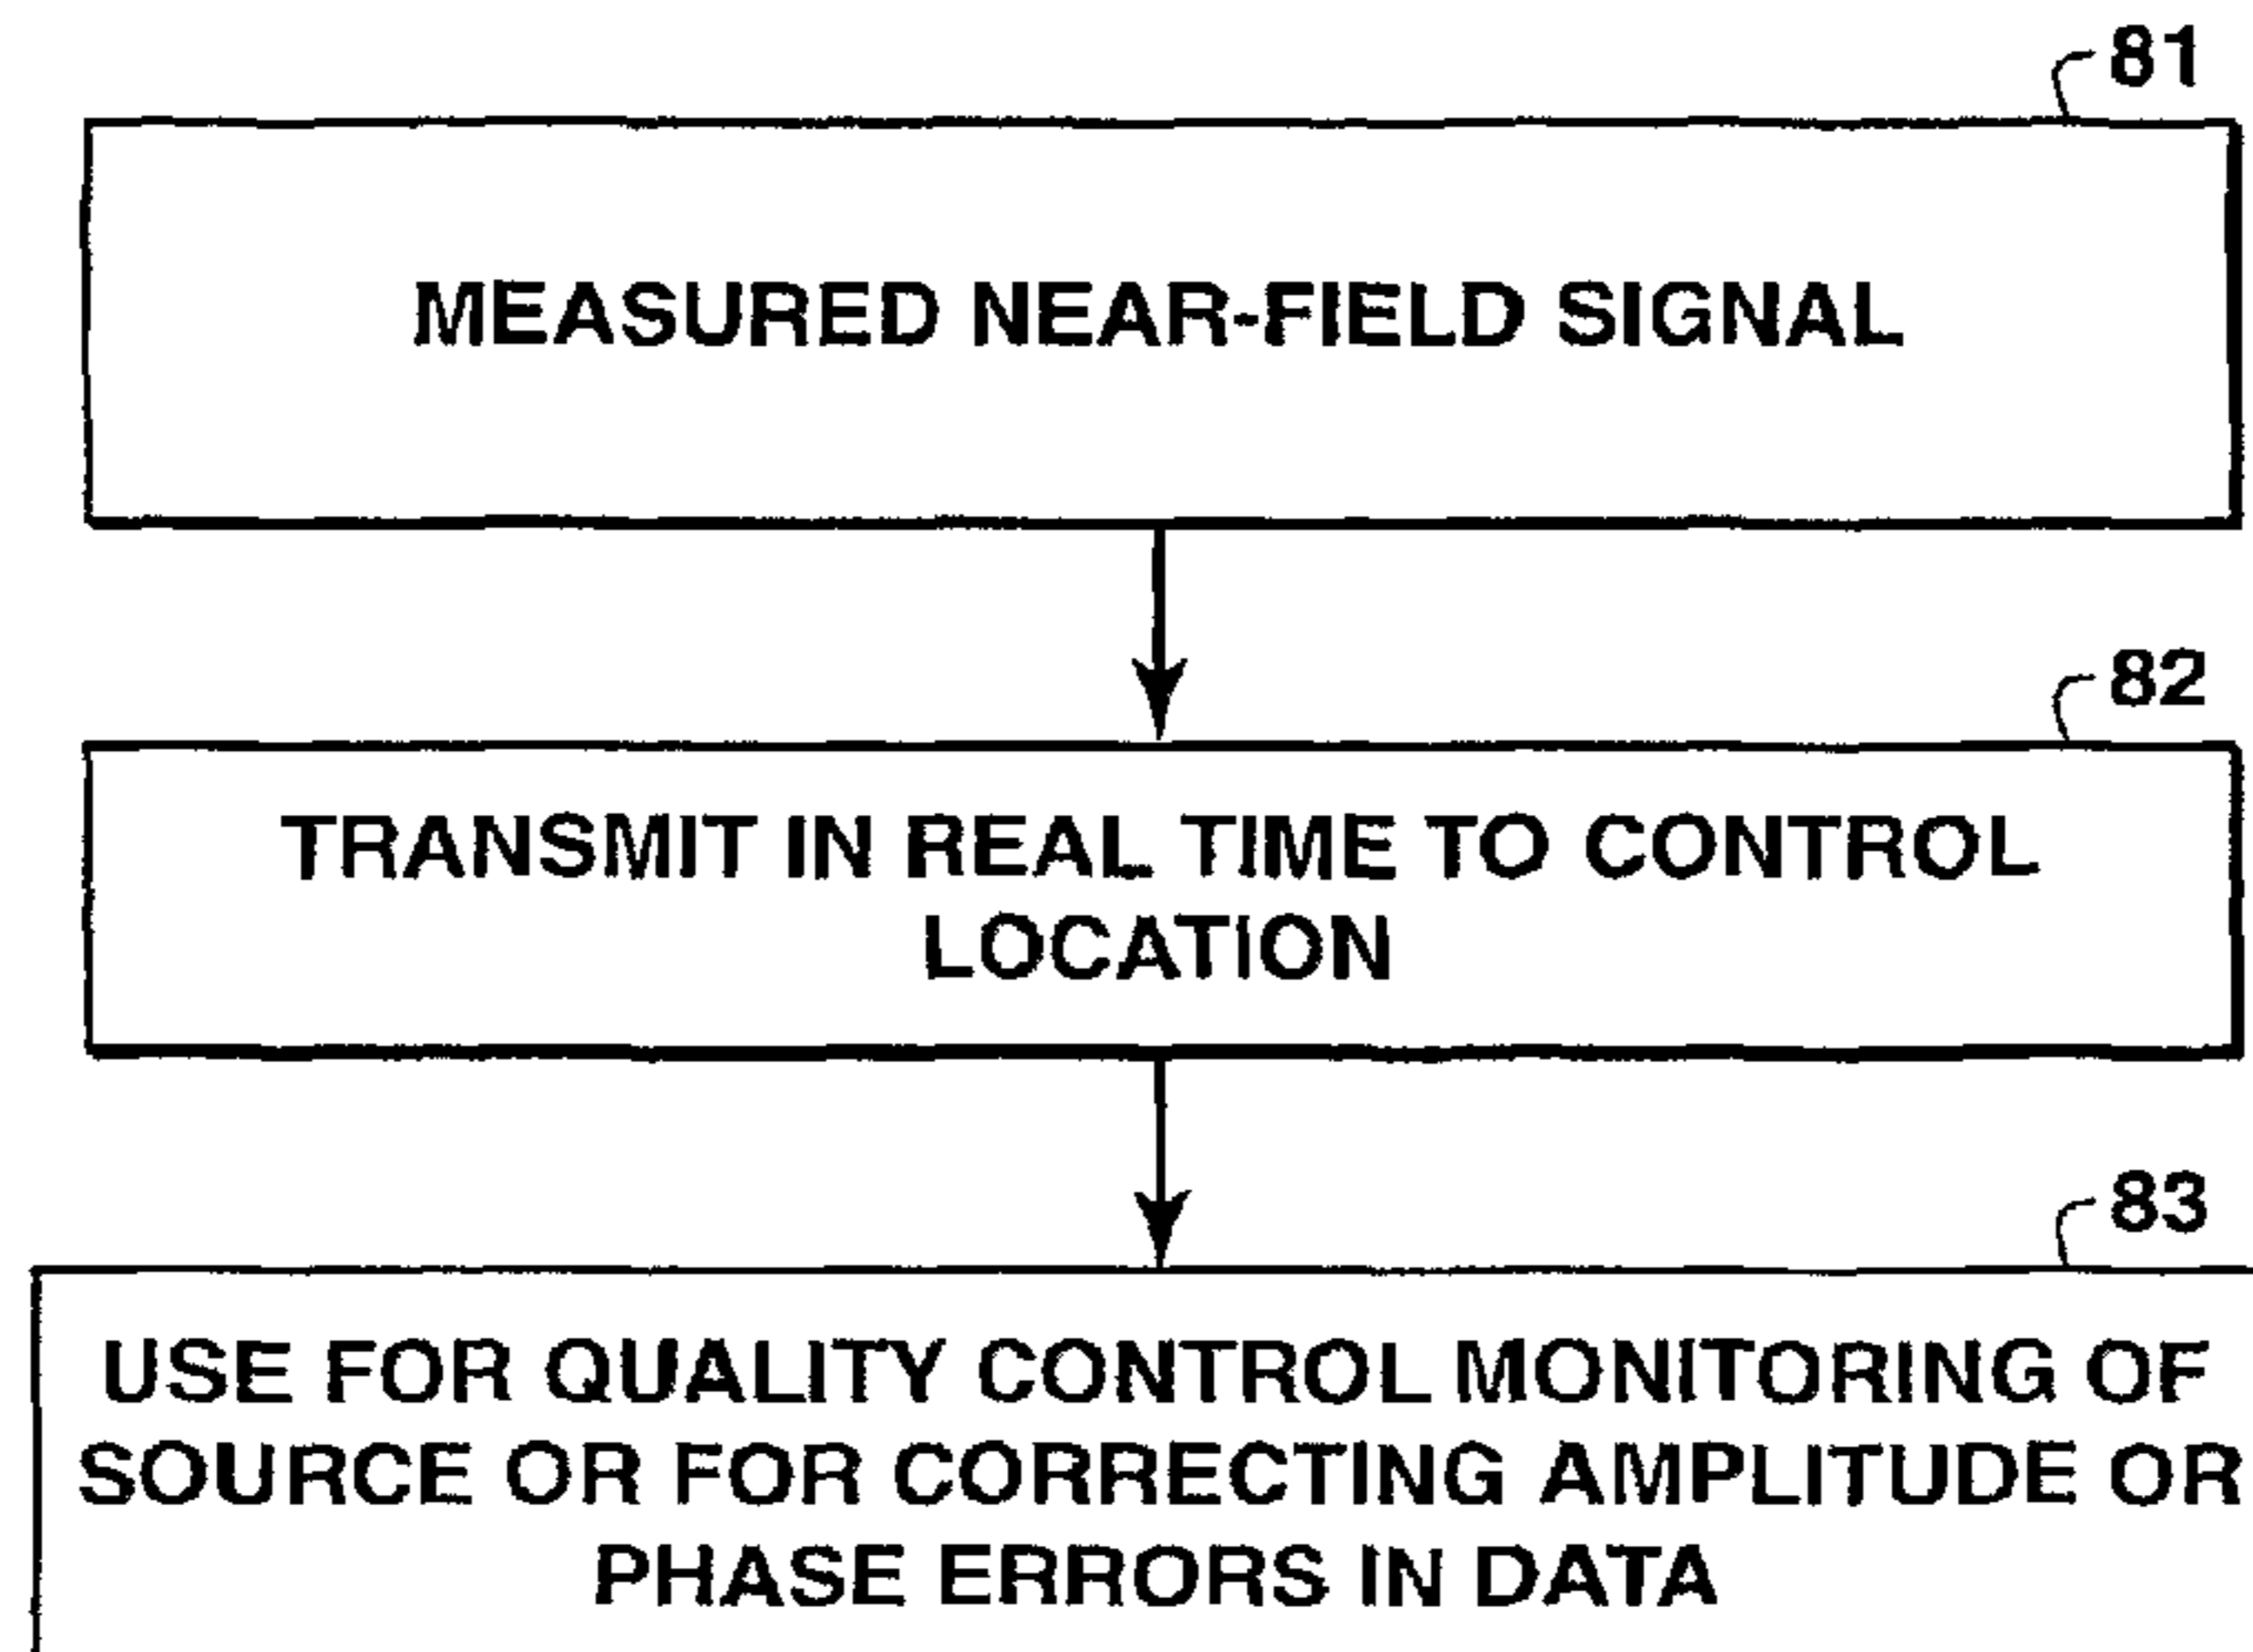 81
MEASURED NEAR-FIELD SIGNAL
82
TRANSMIT IN REAL TIME TO CONTROL
LOCATION
83
USE FOR QUALITY CONTROL MONITORING OF
SOURCE OR FOR CORRECTING AMPLITUDE OR
PHASE ERRORS IN DATA